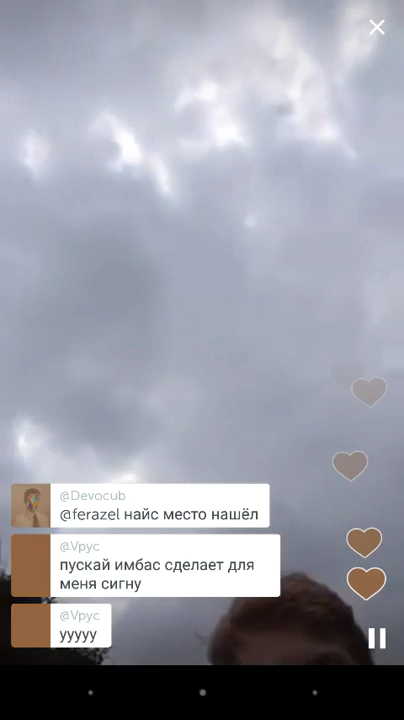 @Devocub
@ferazel найс место нашёл
@Vpyc
пускай имбас сделает для
меня сигну
@Vpyc
ууууу